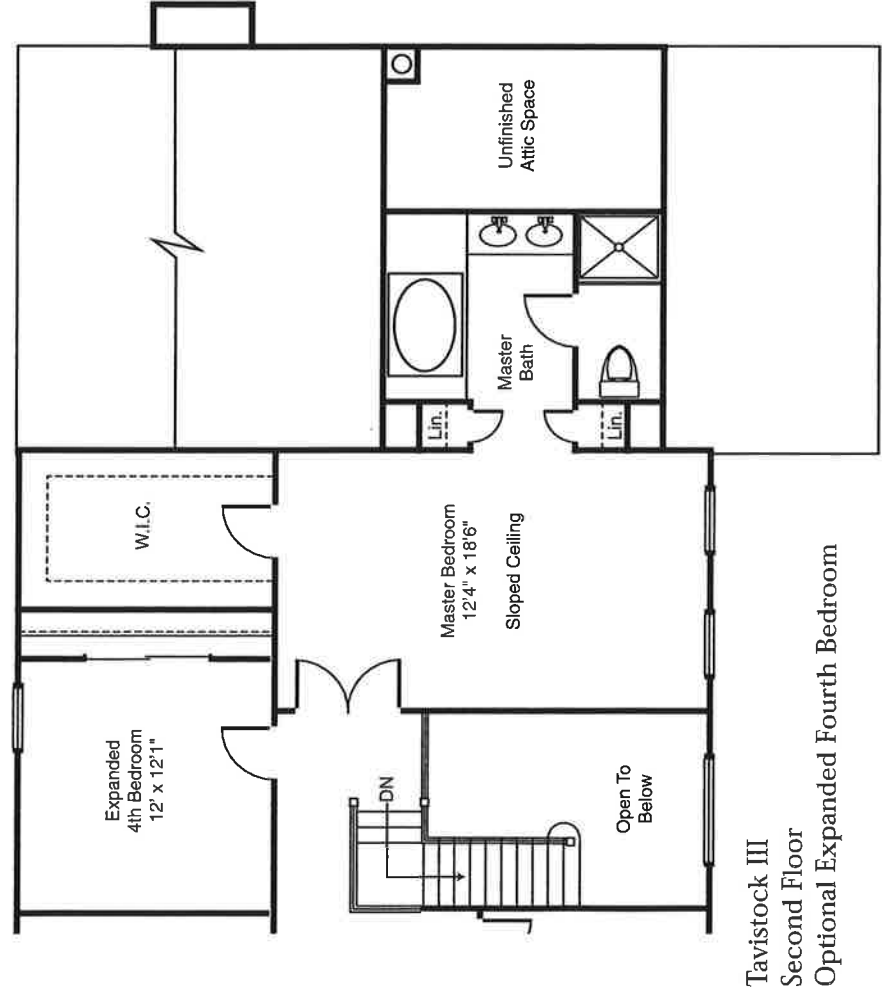 Unfinished
Attic Space
Master
Bath
Lin.
Lin.
W.I.C.
Master Bedroom
12'4" x 18'6"
Sloped Ceiling
Expanded
4th Bedroom
12' x 12'1"
DN
Open To
Below
Tavistock III
Second Floor
Optional Expanded Fourth Bedroom